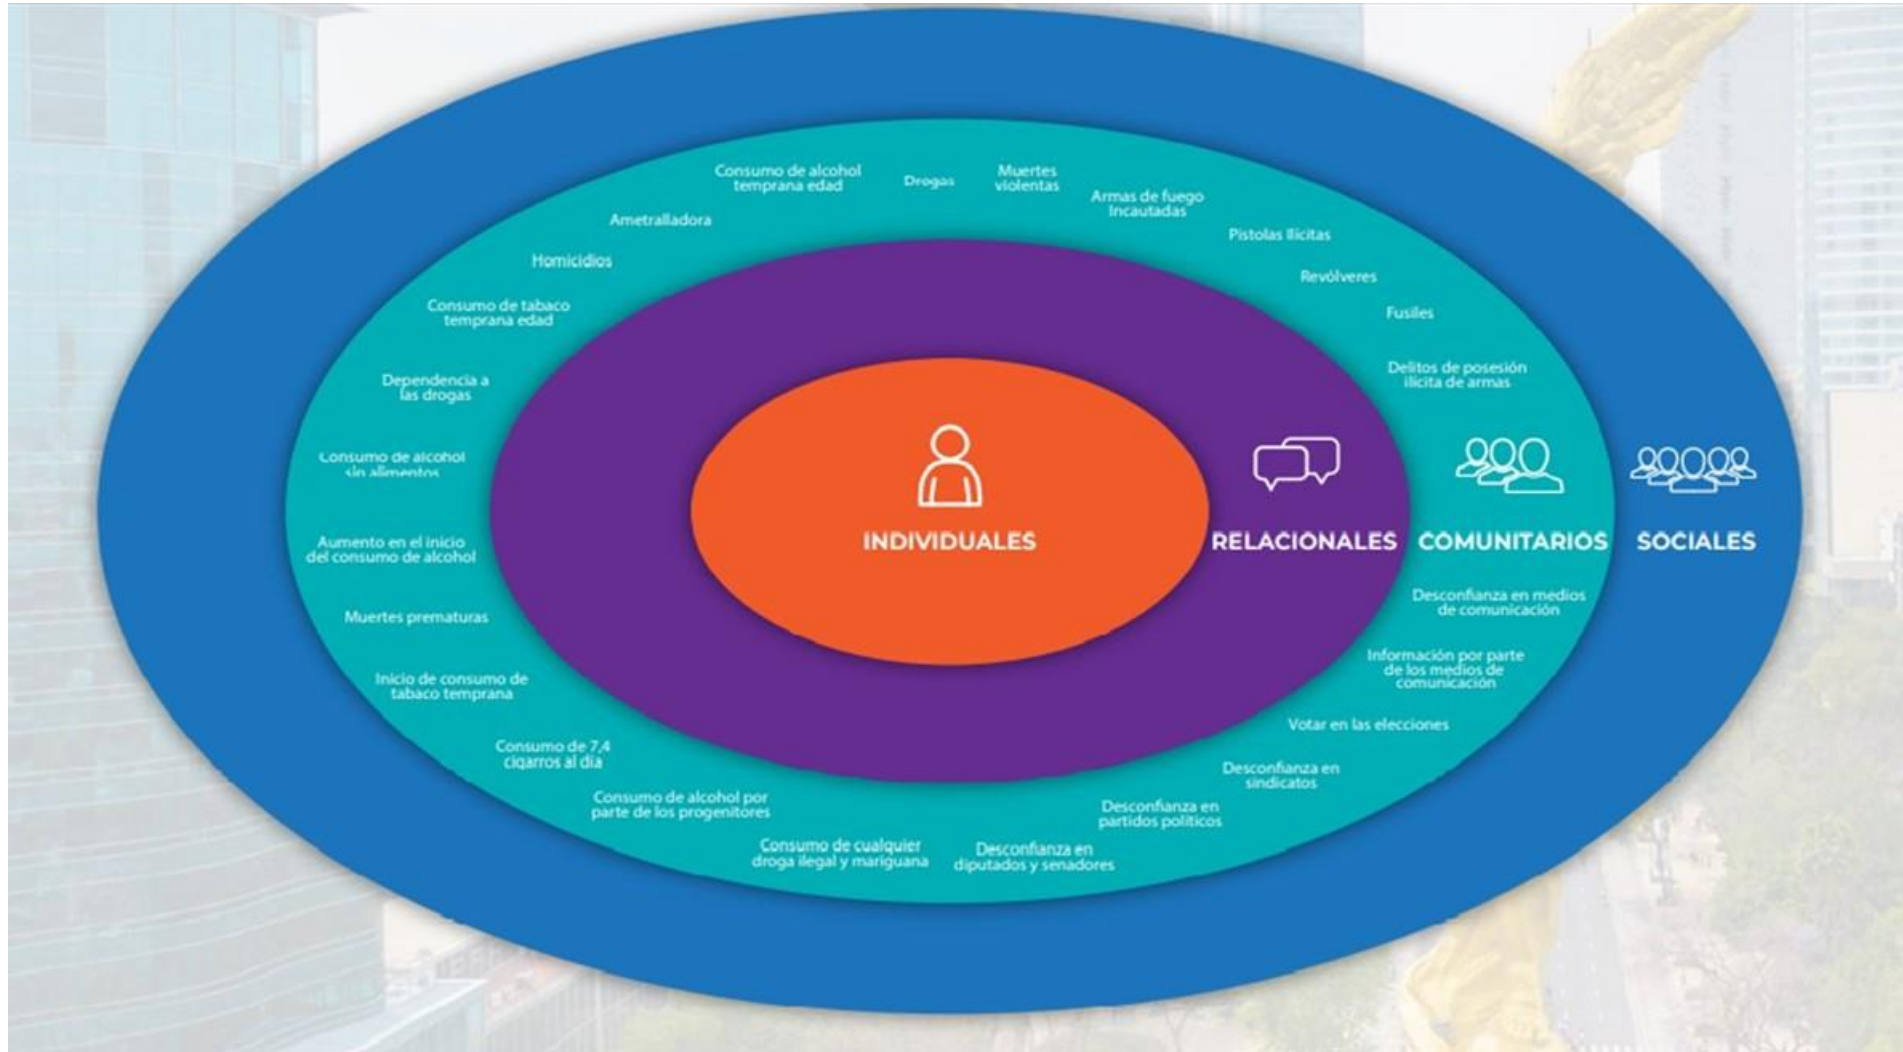 Consumo de alcohol
temprana edad
Drogas
Muertes
violentas
Armas de fuego
Incautadas
Ametralladora
Pistolas Ilícitas
Homicidios
Revólveres
Consumo de tabaco
temprana edad
Fusiles
Dependencia a
las drogas
Delitos de posesión
ilícita de armas
Consumo de alcohol
sin alimentos
INDIVIDUALES
RELACIONALES
COMUNITARIOS
SOCIALES
Aumento en el inicio
del consumo de alcohol
Desconfianza en medios
de comunicación
Muertes prematuras
Información por parte
de los medios de
comunicación
Inicio de consumo de
tabaco temprana
Votar en las elecciones
Consumo de 7,4
cigarros al día
Desconfianza en
sindicatos
Consumo de alcohol por
parte de los progenitores
Desconfianza en
partidos políticos
Consumo de cualquier
droga ilegal y mariguana
Desconfianza en
diputados y senadores